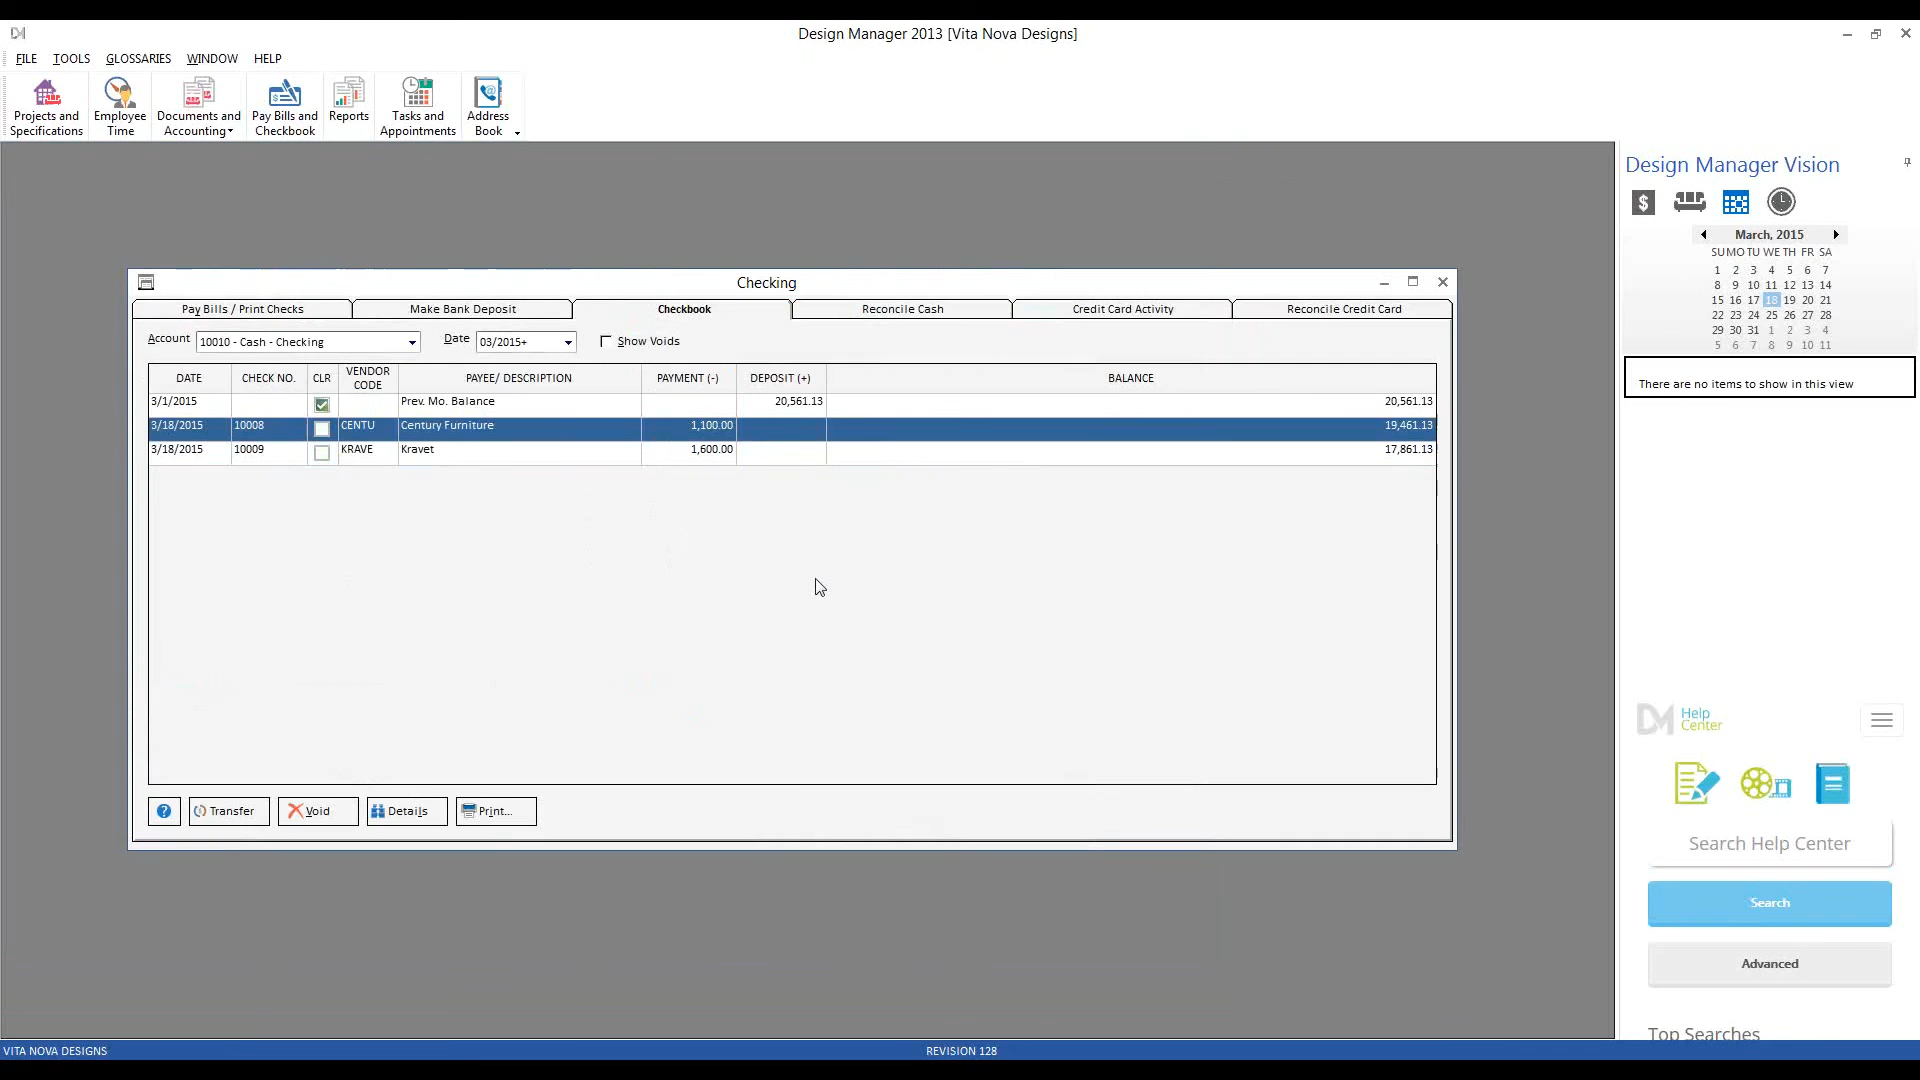 Design Manager 2013 [Vita Nova Designs]
FILE TOOLS GLOSSARIES WINDOW HELP
Projects and Specifications
Employee Time
Documents and Accounting
Pay Bills and Checkbook
Reports
Tasks and Appointments
Address Book
Design Manager Vision
March, 2015
SU MO TU WE TH FR SA
1 2 3 4 5 6 7
8 9 10 11 12 13 14
15 16 17 18 19 20 21
22 23 24 25 26 27 28
29 30 31 1 2 3 4
5 6 7 8 9 10 11
There are no items to show in this view
Checking
Pay Bills / Print Checks
Make Bank Deposit
Checkbook
Reconcile Cash
Credit Card Activity
Reconcile Credit Card
Account 10010 - Cash - Checking Date 03/2015+ Show Voids
DATE CHECK NO. CLR VENDOR CODE PAYEE/ DESCRIPTION PAYMENT (-) DEPOSIT (+) BALANCE
3/1/2015 Prev. Mo. Balance 20,561.13 20,561.13
3/18/2015 10008 CENTU Century Furniture 1,100.00 19,461.13
3/18/2015 10009 KRAVE Kravet 1,600.00 17,861.13
? Transfer Void Details Print...
DM Help Center
Search Help Center
Search
Advanced
Top Searches
VITA NOVA DESIGNS
REVISION 128